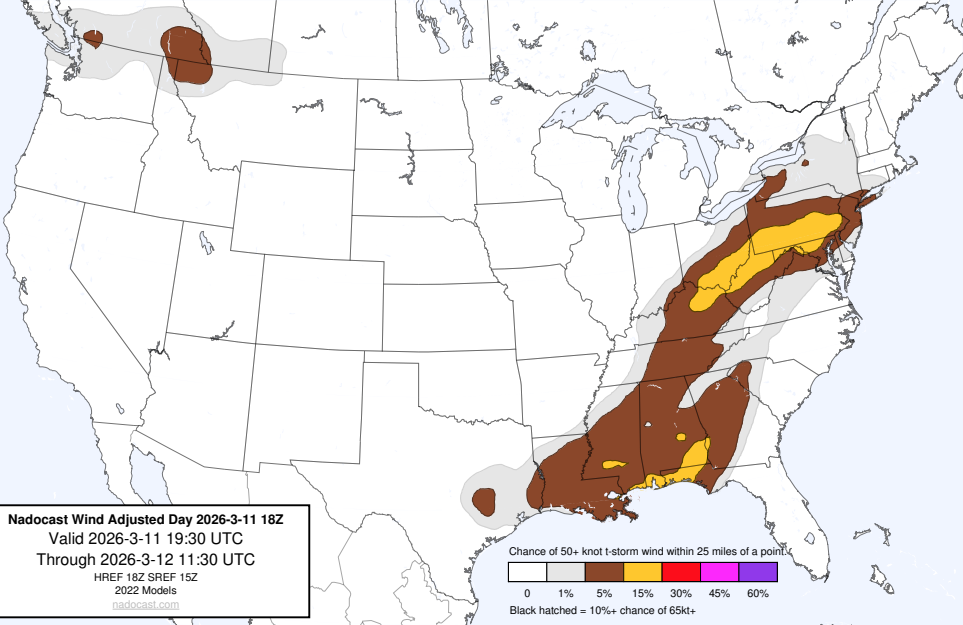 Nadocast Wind Adjusted Day 2026-3-11 18Z
Valid 2026-3-11 19:30 UTC
Through 2026-3-12 11:30 UTC
HREF 18Z SREF 15Z
2022 Models
nadocast.com
Chance of 50+ knot t-storm wind within 25 miles of a point.
0 1% 5% 15% 30% 45% 60%
Black hatched = 10%+ chance of 65kt+